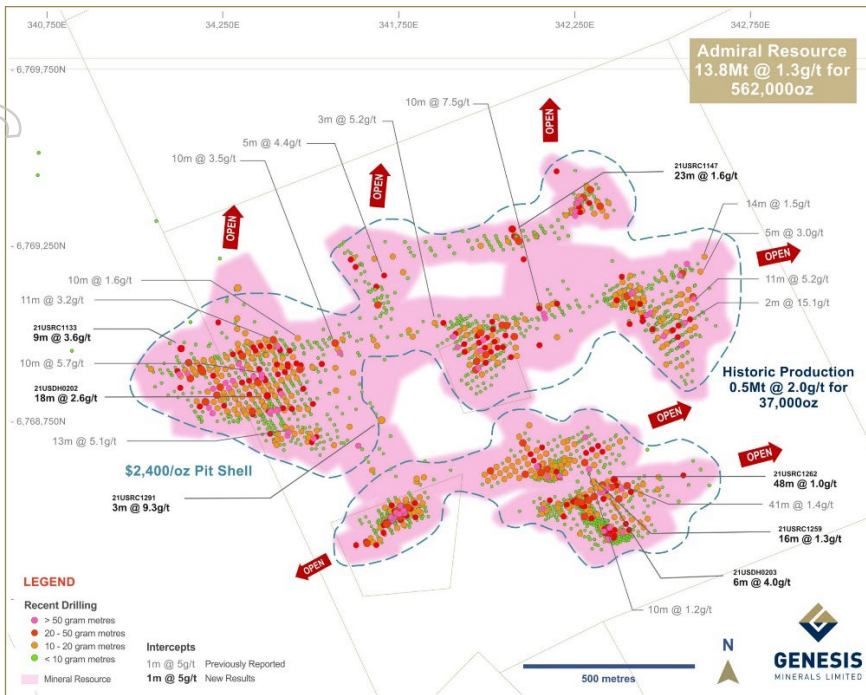 340,750E
34,250E
341,750E
342,250E
342,750E
Admiral Resource
13.8Mt @ 1.3g/t for
562,000oz
- 6,769,750N
10m @ 7.5g/t
3m @ 5.2g/t
5m @ 4.4g/t
10m @ 3.5g/t
OPEN
OPEN
OPEN
21USRC1147
23m @ 1.6g/t
14m @ 1.5g/t
5m @ 3.0g/t
- 6,769,250N
OPEN
10m @ 1.6g/t
11m @ 5.2g/t
11m @ 3.2g/t
2m @ 15.1g/t
21USRC1133
9m @ 3.6g/t
10m @ 5.7g/t
21USDH0202
18m @ 2.6g/t
Historic Production
0.5Mt @ 2.0g/t for
37,000oz
- 6,768,750N
OPEN
13m @ 5.1g/t
OPEN
$2,400/oz Pit Shell
21USRC1262
48m @ 1.0g/t
21USRC1291
3m @ 9.3g/t
41m @ 1.4g/t
21USRC1259
16m @ 1.3g/t
OPEN
21USDH0203
6m @ 4.0g/t
10m @ 1.2g/t
LEGEND
Recent Drilling
> 50 gram metres
20 - 50 gram metres
10 - 20 gram metres
< 10 gram metres
Mineral Resource
Intercepts
1m @ 5g/t Previously Reported
1m @ 5g/t New Results
500 metres
N
GENESIS
MINERALS LIMITED